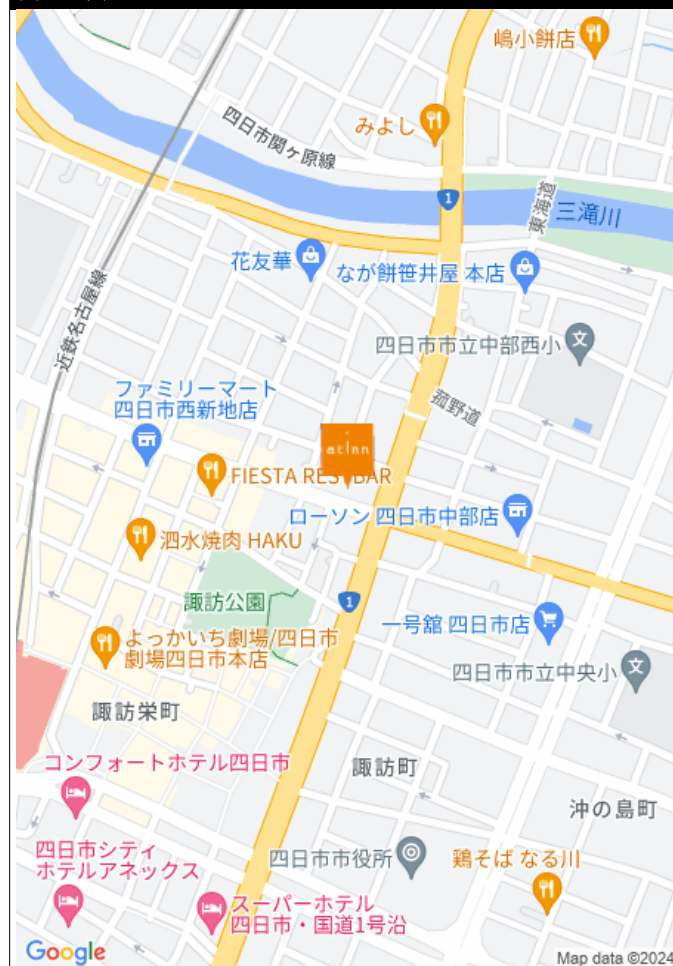 嶋小餅店
みよし
四日市関ヶ原線
1
東海道
三滝川
花友華
なが餅笹井屋 本店
近鉄名古屋線
四日市市立中部西小
文
ファミリーマート
四日市西新地店
菰野道
atInn
FIESTA REST BAR
ローソン 四日市中部店
泗水焼肉 HAKU
諏訪公園
1
一号舘 四日市店
よっかいち劇場/四日市
劇場四日市本店
四日市市立中央小
文
諏訪栄町
コンフォートホテル四日市
諏訪町
沖の島町
四日市シティ
ホテルアネックス
四日市市役所
鶏そば なる川
スーパーホテル
四日市・国道1号沿
Google
Map data ©2024